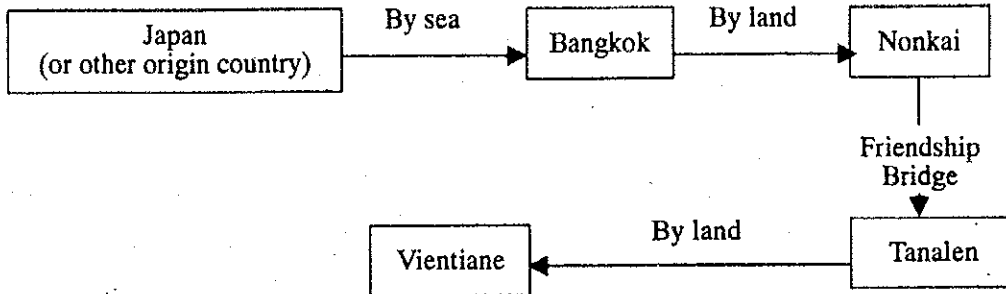 Japan
(or other origin country)
By sea
Bangkok
By land
Nonkai
Friendship
Bridge
Tanalen
By land
Vientiane